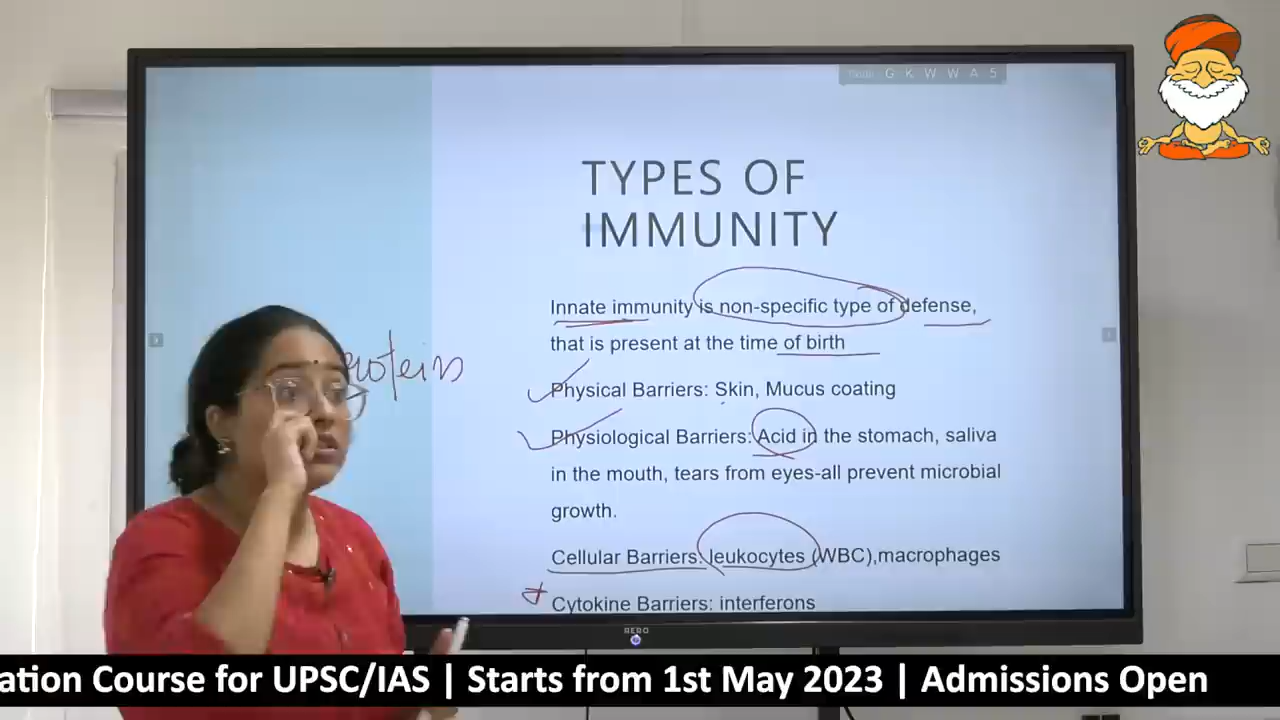 G K W W A 5
TYPES OF
IMMUNITY
Innate immunity is non-specific type of defense,
that is present at the time of birth
Physical Barriers: Skin, Mucus coating
Physiological Barriers: Acid in the stomach, saliva
in the mouth, tears from eyes-all prevent microbial
growth.
Cellular Barriers: leukocytes (WBC),macrophages
Cytokine Barriers: interferons
ation Course for UPSC/IAS | Starts from 1st May 2023 | Admissions Open